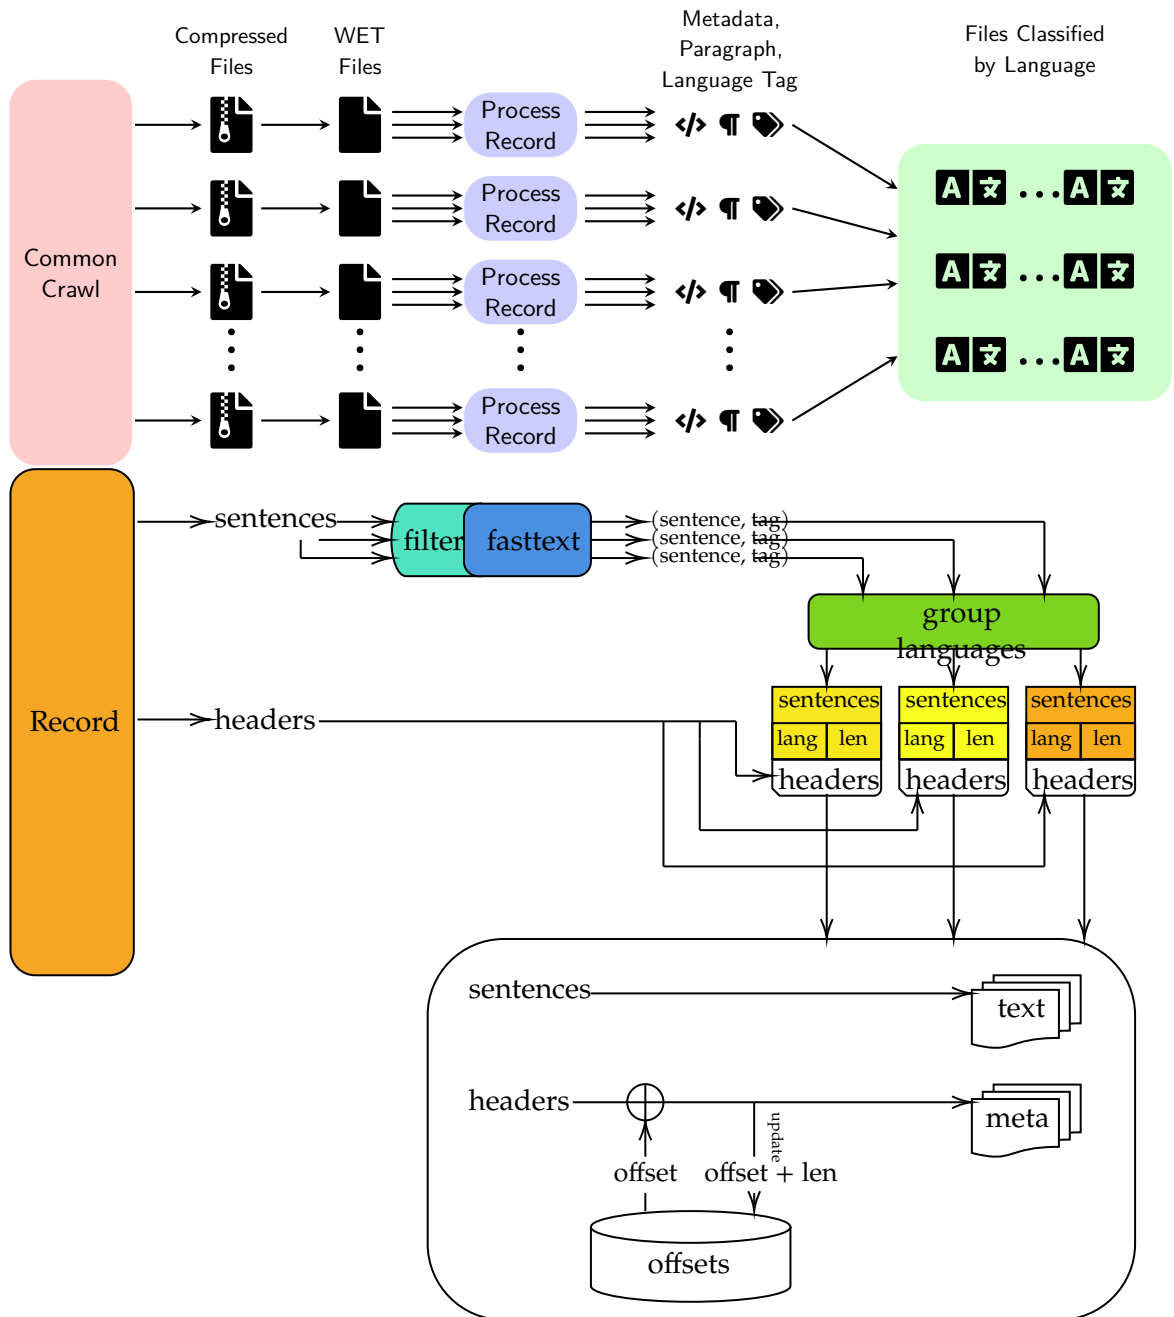 Compressed
Files
WET
Files
Metadata,
Paragraph,
Language Tag
Files Classified
by Language
Common
Crawl
Process
Record
Process
Record
Process
Record
Process
Record
Record
sentences
filter
fasttext
(sentence, tag)
(sentence, tag)
(sentence, tag)
group
languages
headers
sentences
lang
len
headers
sentences
lang
len
headers
sentences
lang
len
headers
sentences
text
headers
meta
update
offset
offset + len
offsets